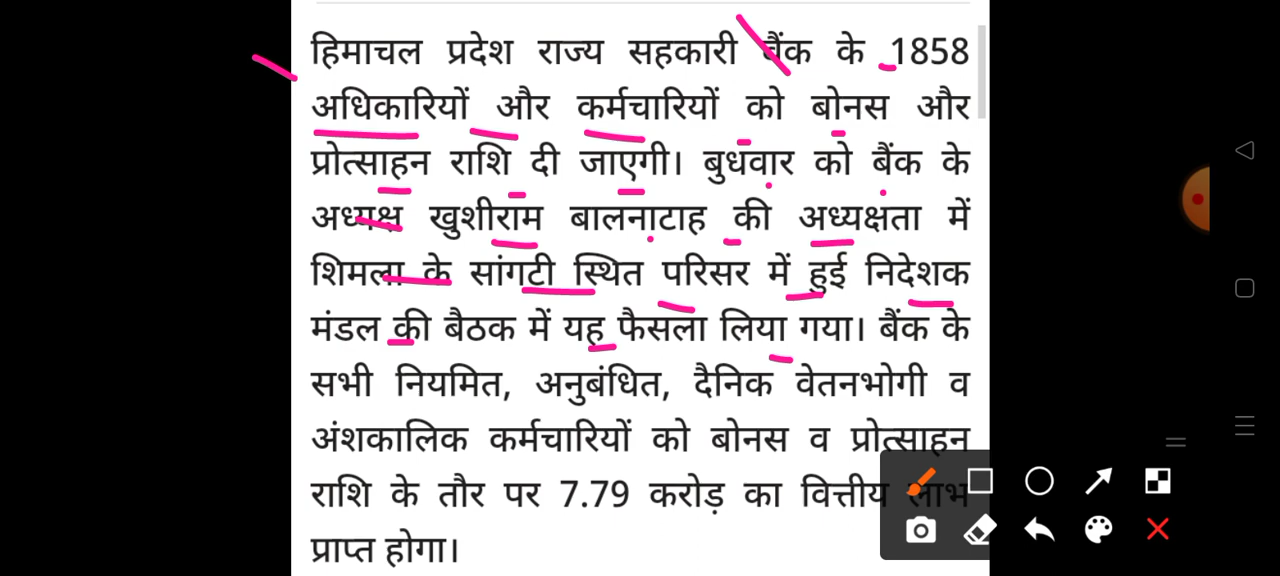 हिमाचल प्रदेश राज्य सहकारी बैंक के 1858
अधिकारियों और कर्मचारियों को बोनस और
प्रोत्साहन राशि दी जाएगी। बुधवार को बैंक के
अध्यक्ष खुशीराम बालनाटाह की अध्यक्षता में
शिमला के सांगटी स्थित परिसर में हुई निदेशक
मंडल की बैठक में यह फैसला लिया गया। बैंक के
सभी नियमित, अनुबंधित, दैनिक वेतनभोगी व
अंशकालिक कर्मचारियों को बोनस व प्रोत्साहन
राशि के तौर पर 7.79 करोड़ का वित्तीय लाभ
प्राप्त होगा।